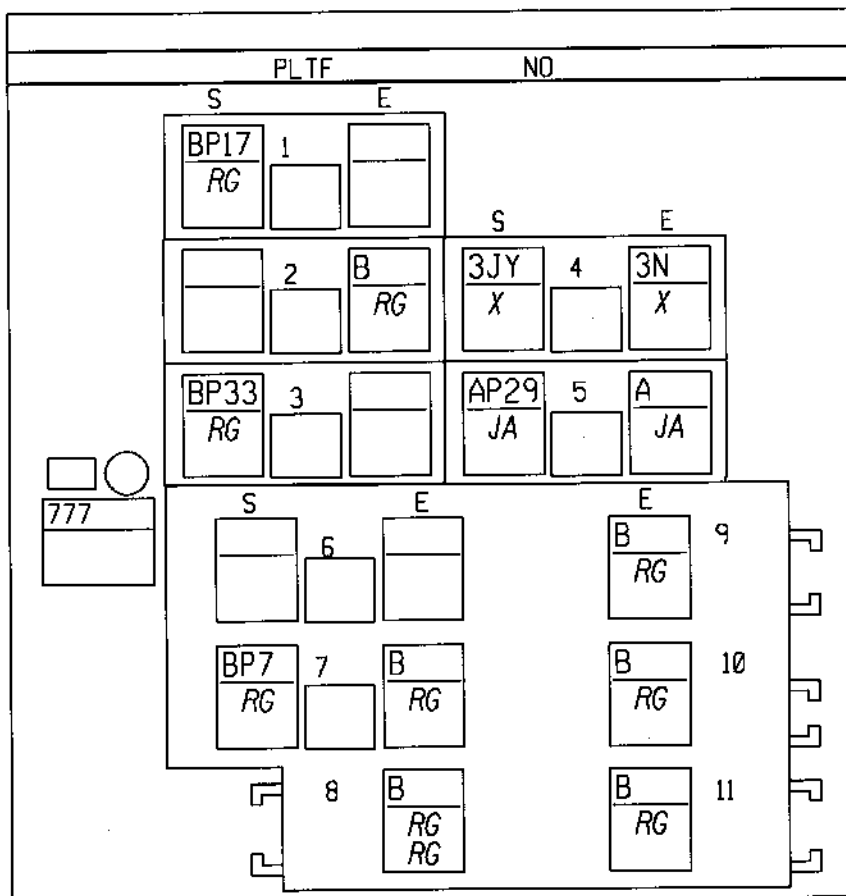 PLTF NO
S E
BP17 1
RG
S E
2 B 3JY 4 3N
RG X X
BP33 3 AP29 5 A
RG JA JA
777
S E E
6 B 9
RG
BP7 7 B B 10
RG RG RG
8 B B 11
RG RG
RG